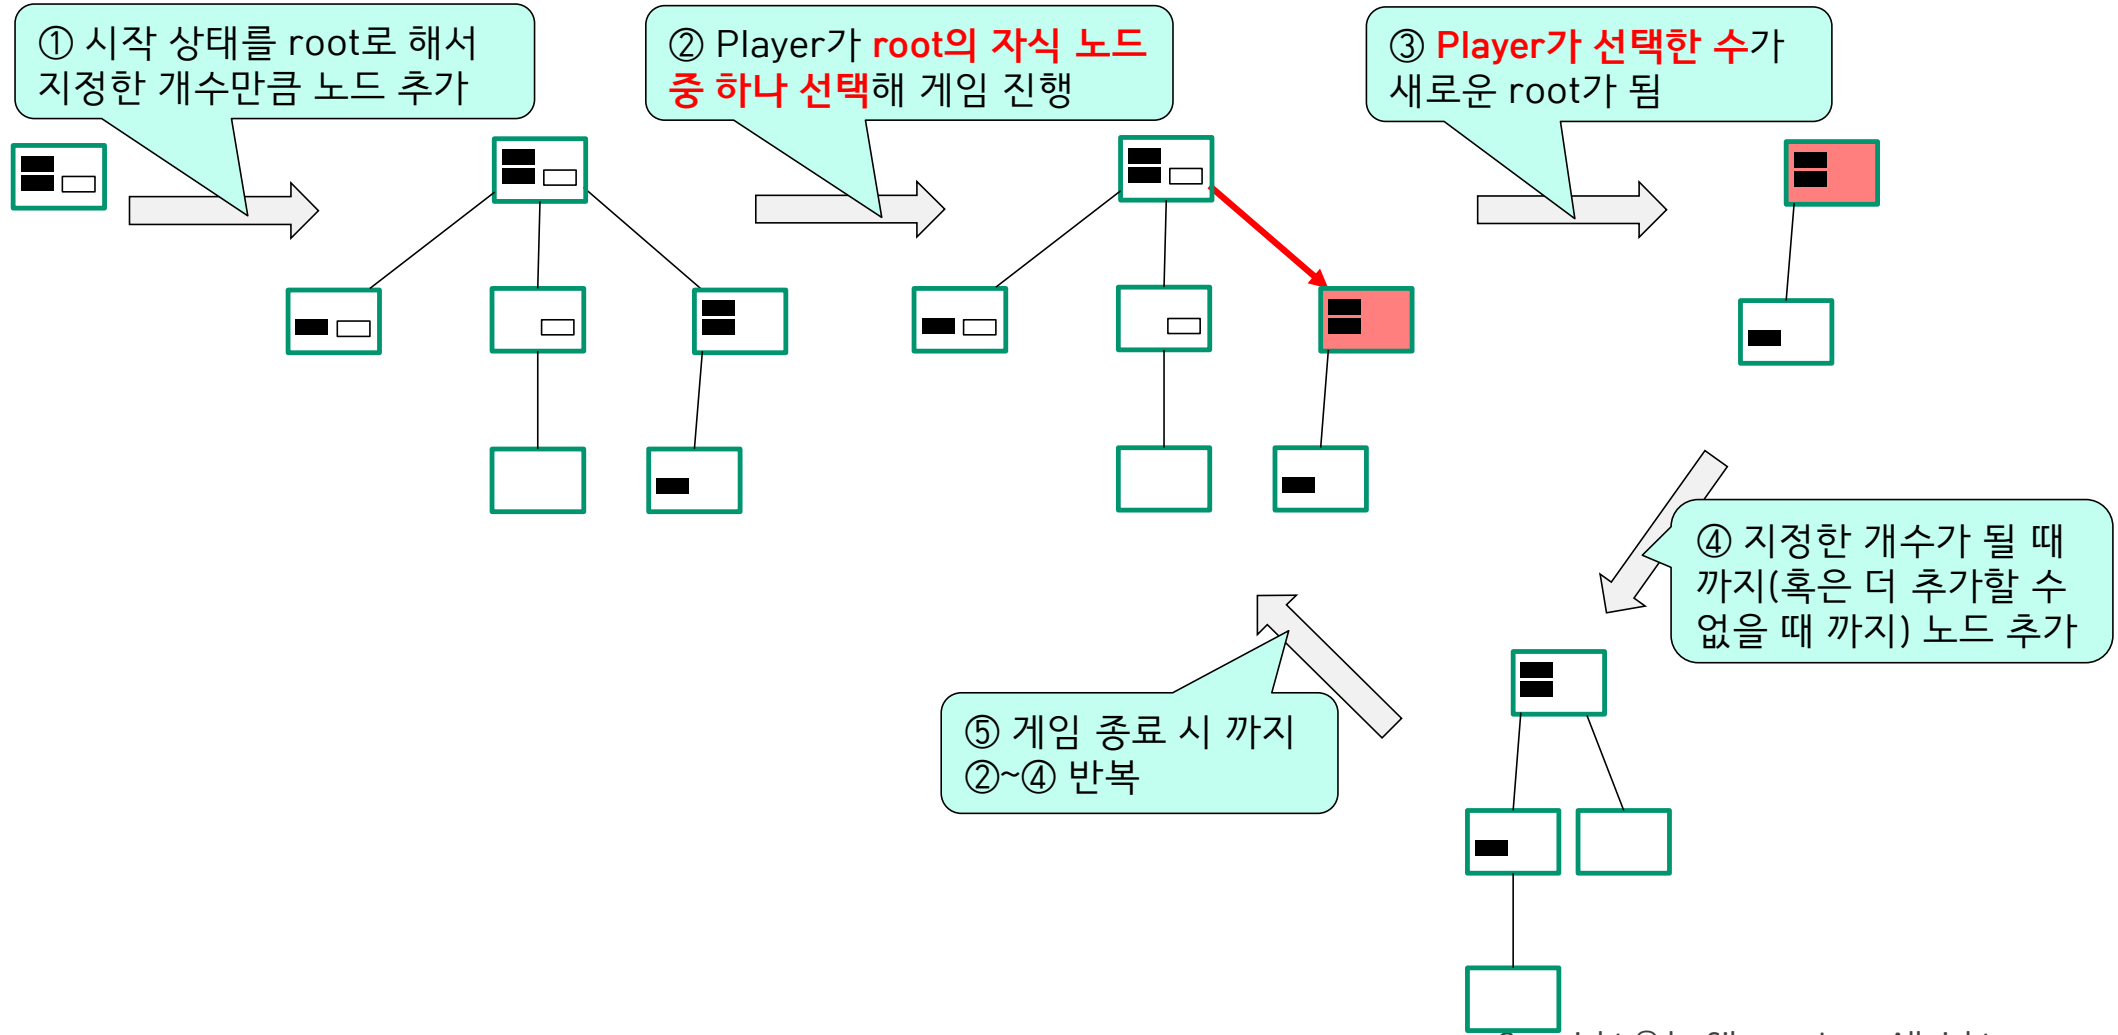 ① 시작 상태를 root로 해서
지정한 개수만큼 노드 추가
② Player가 root의 자식 노드
중 하나 선택해 게임 진행
③ Player가 선택한 수가
새로운 root가 됨
④ 지정한 개수가 될 때
까지(혹은 더 추가할 수
없을 때 까지) 노드 추가
⑤ 게임 종료 시 까지
②~④ 반복